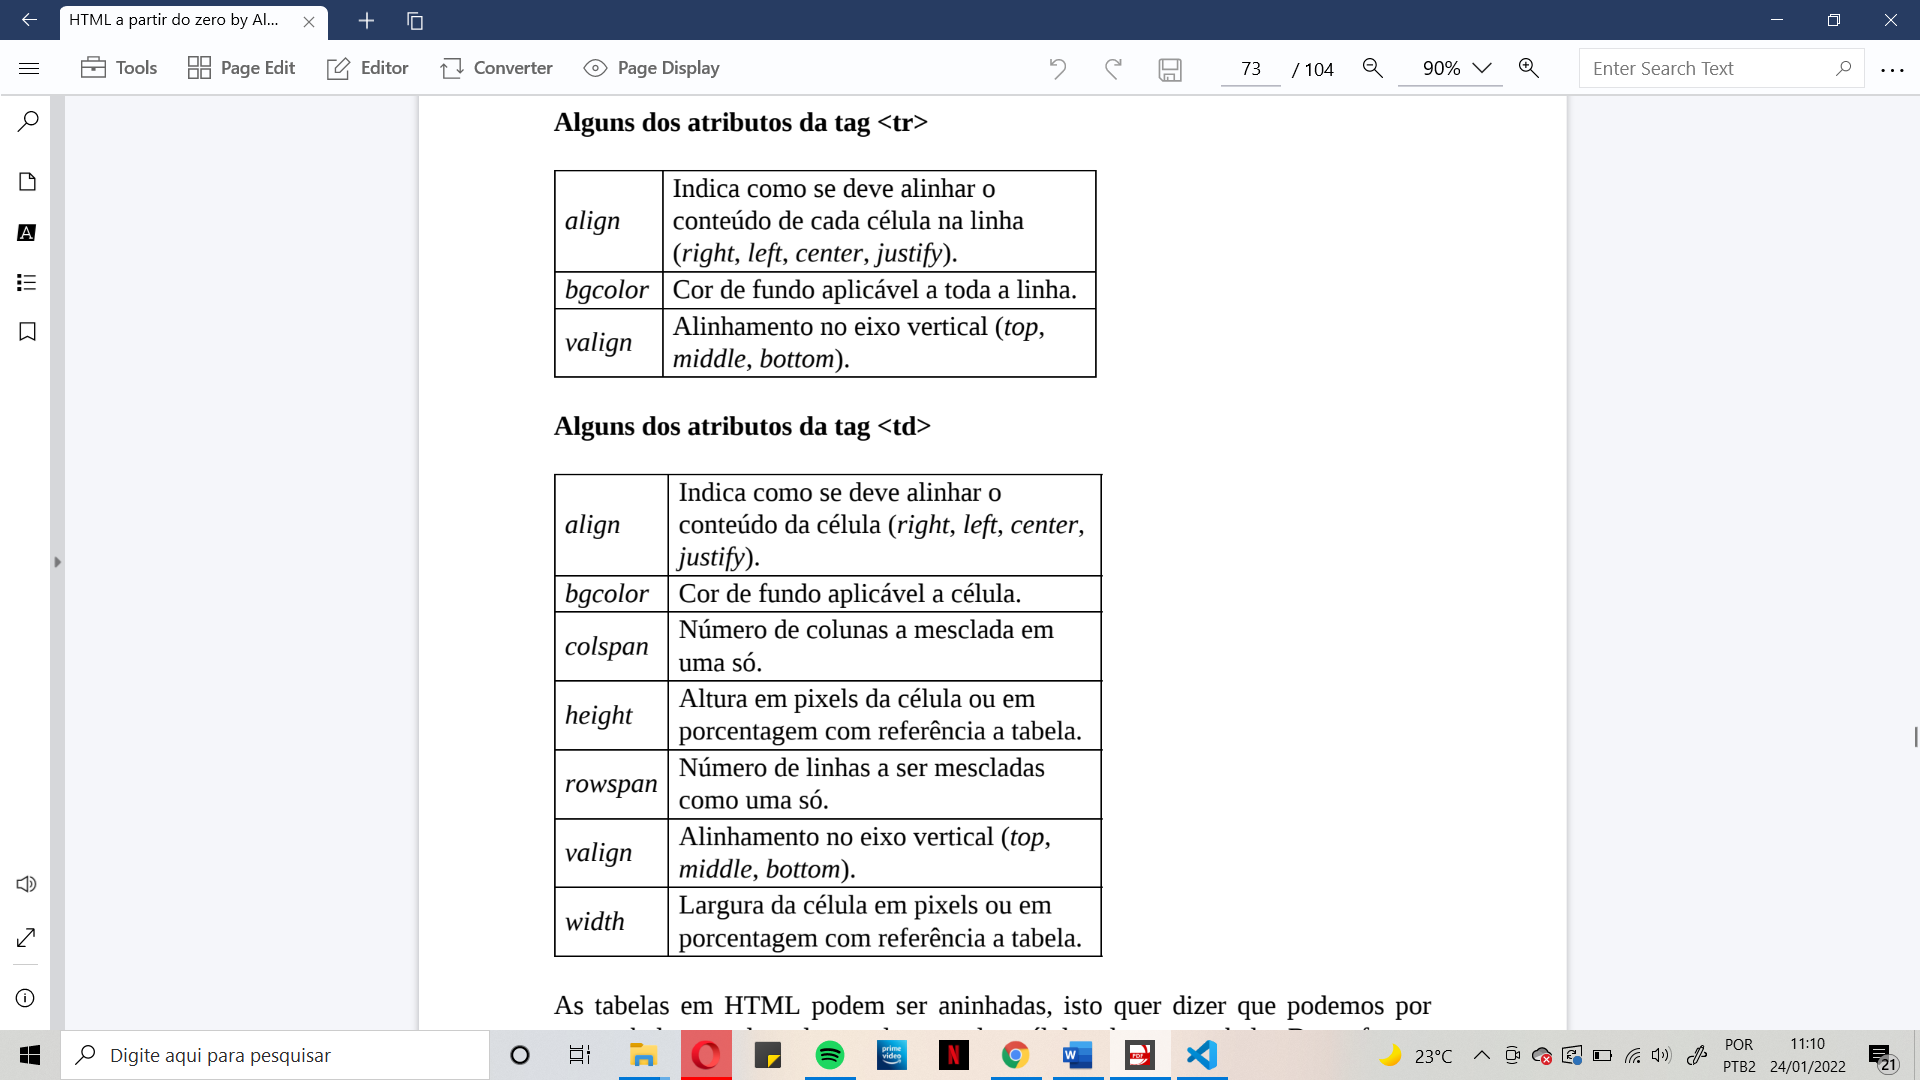 HTML a partir do zero by Al...
Tools
Page Edit
Editor
Converter
Page Display
73
/ 104
90%
Enter Search Text
Alguns dos atributos da tag <tr>
align
Indica como se deve alinhar o
conteúdo de cada célula na linha
(right, left, center, justify).
bgcolor
Cor de fundo aplicável a toda a linha.
valign
Alinhamento no eixo vertical (top,
middle, bottom).
Alguns dos atributos da tag <td>
align
Indica como se deve alinhar o
conteúdo da célula (right, left, center,
justify).
bgcolor
Cor de fundo aplicável a célula.
colspan
Número de colunas a mesclada em
uma só.
height
Altura em pixels da célula ou em
porcentagem com referência a tabela.
rowspan
Número de linhas a ser mescladas
como uma só.
valign
Alinhamento no eixo vertical (top,
middle, bottom).
width
Largura da célula em pixels ou em
porcentagem com referência a tabela.
As tabelas em HTML podem ser aninhadas, isto quer dizer que podemos por
Digite aqui para pesquisar
prime
video
N
W
PDF
23°C
POR
PTB2
11:10
24/01/2022
21